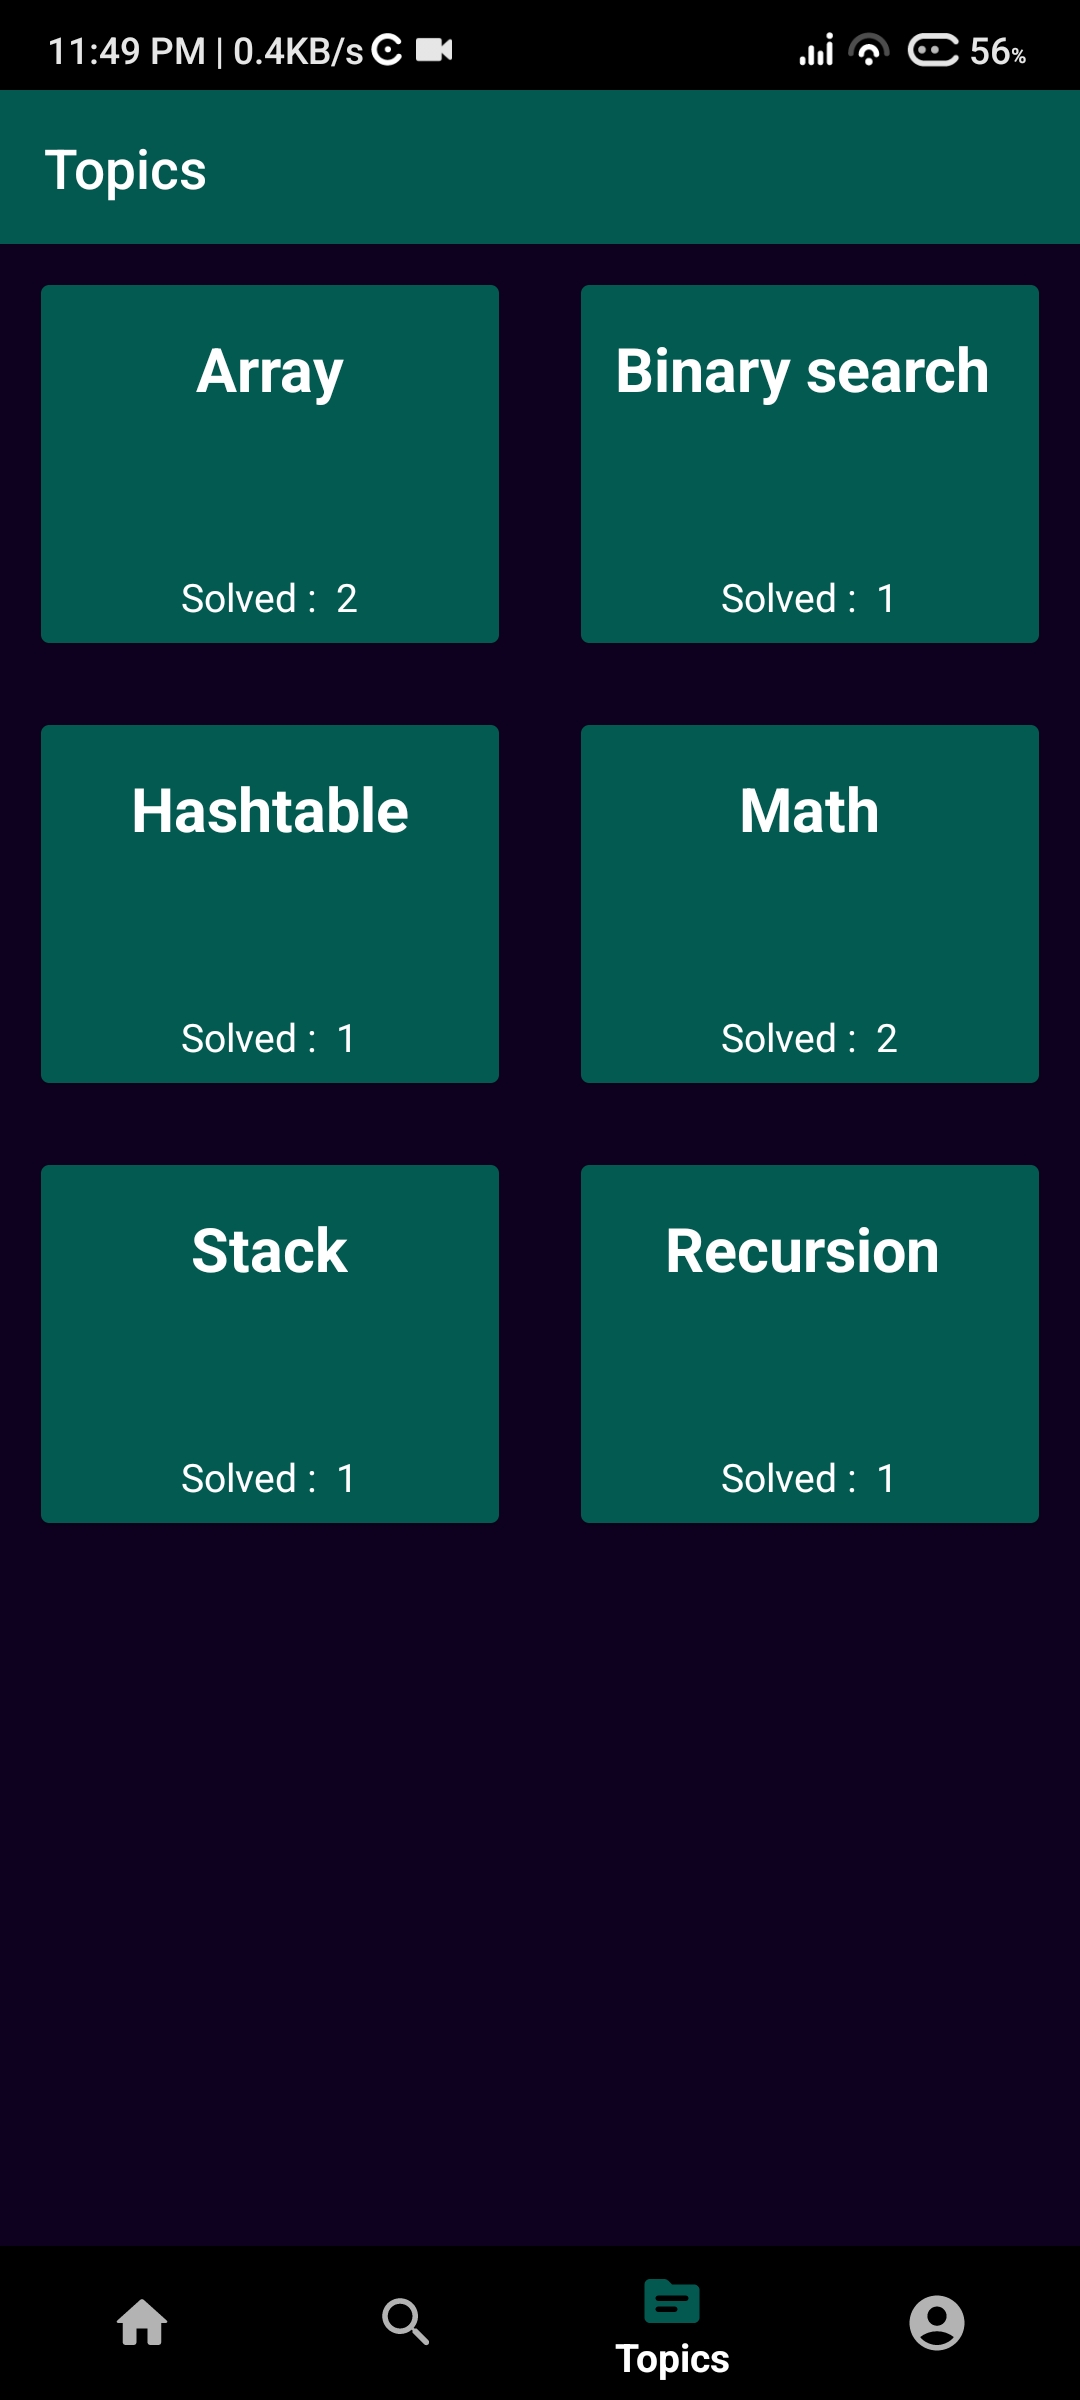 11:49 PM | 0.4KB/s 56%
Topics
Array
Binary search
Solved : 2
Solved : 1
Hashtable
Math
Solved : 1
Solved : 2
Stack
Recursion
Solved : 1
Solved : 1
Topics